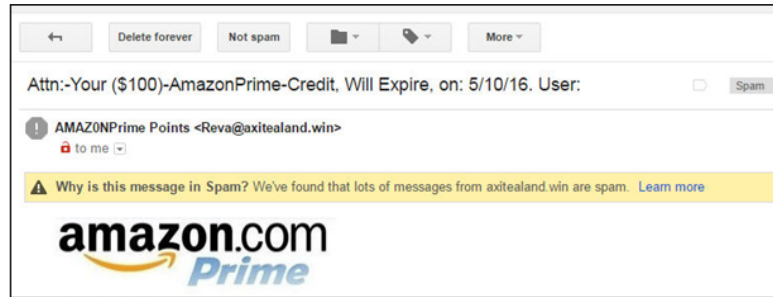 Delete forever Not spam More
Attn:-Your ($100)-AmazonPrime-Credit, Will Expire, on: 5/10/16. User: Spam
AMAZ0NPrime Points <Reva@axitealand.win>
to me
Why is this message in Spam? We've found that lots of messages from axitealand.win are spam. Learn more
amazon.com
Prime